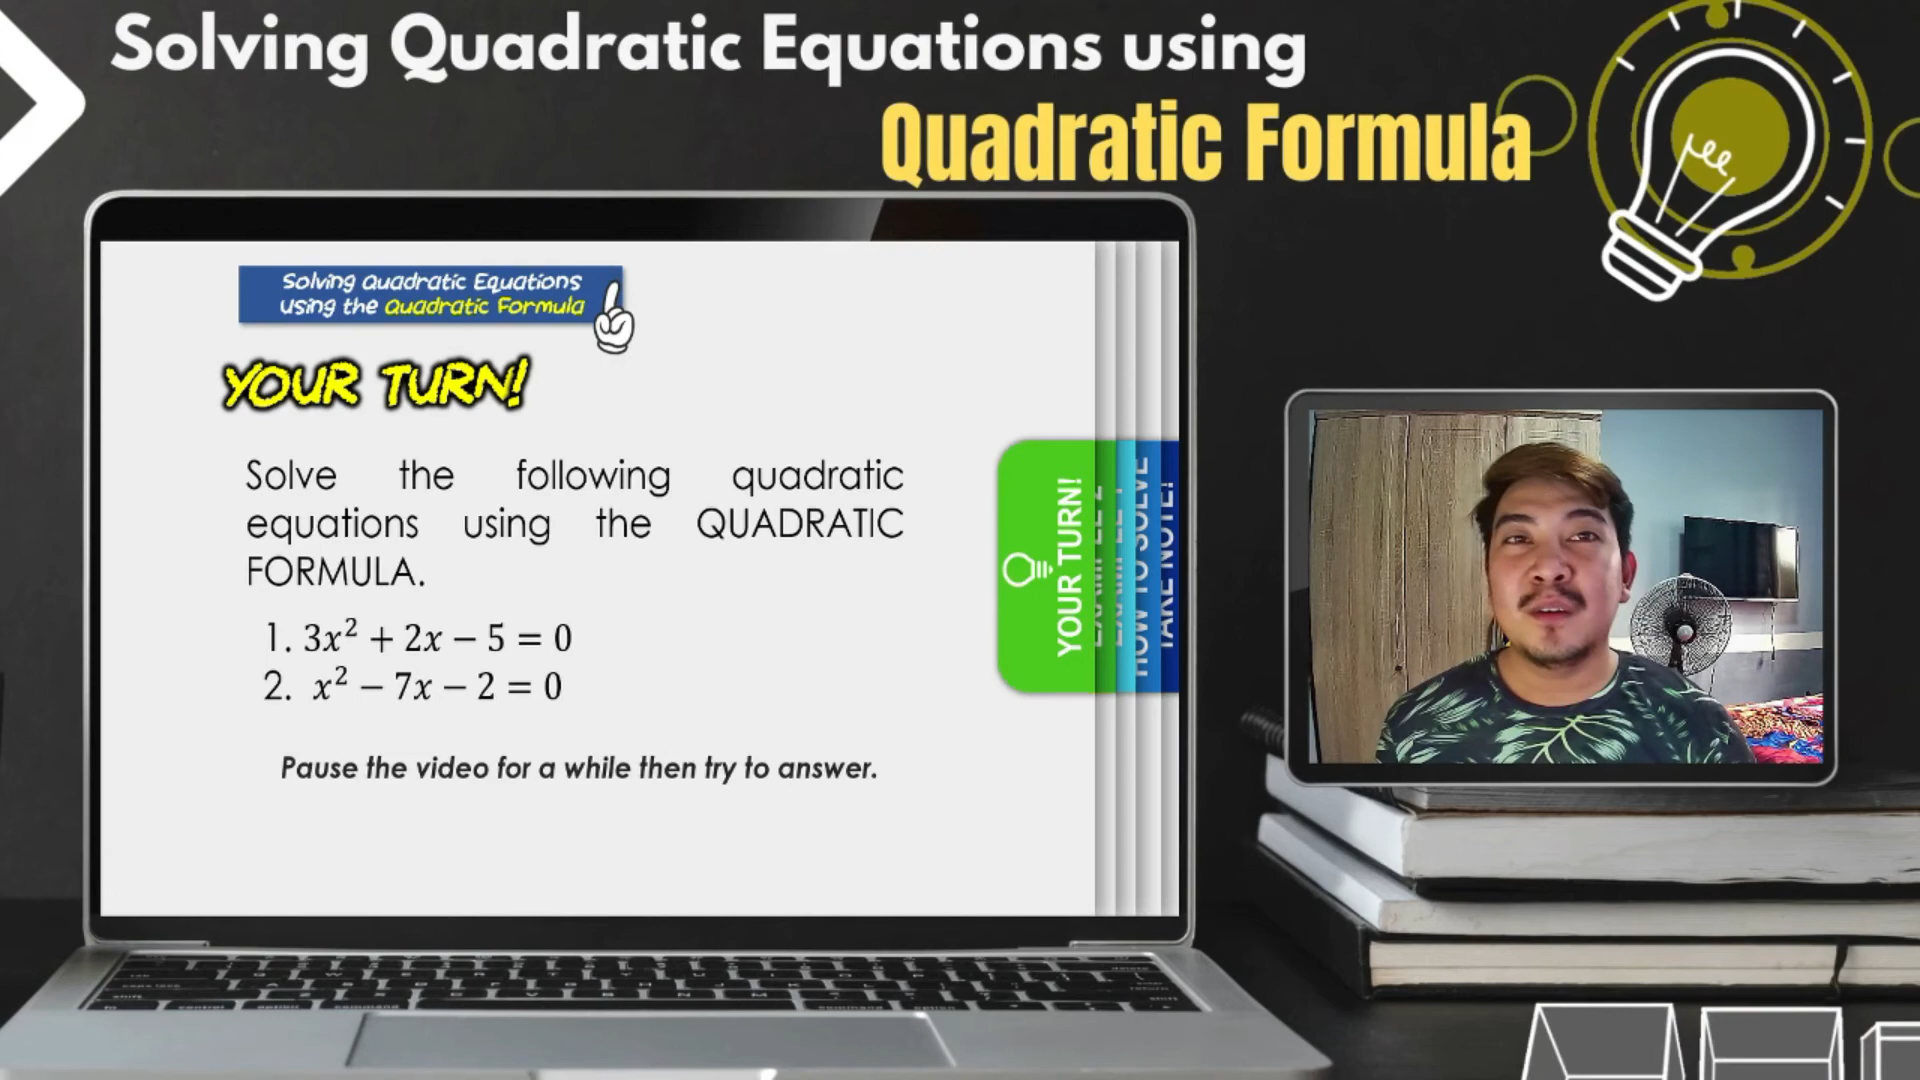 Solving Quadratic Equations using
Quadratic Formula
Solving Quadratic Equations
using the Quadratic Formula
YOUR TURN!
Solve the following quadratic
equations using the QUADRATIC
FORMULA.
1. 3x² + 2x − 5 = 0
2. x² − 7x − 2 = 0
Pause the video for a while then try to answer.
YOUR TURN!
HOW TO SOLVE
TAKE NOTE!